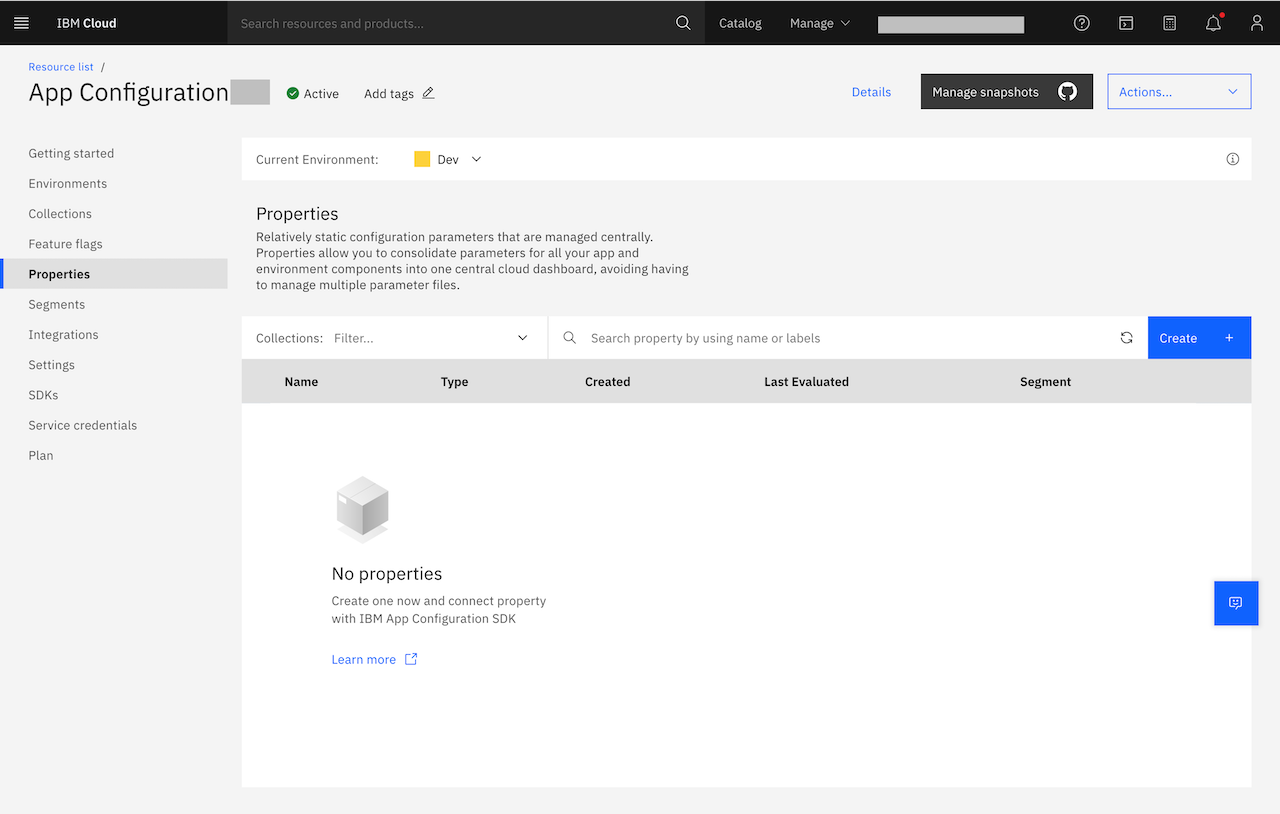 IBM Cloud
Search resources and products...
Catalog
Manage
Resource list /
App Configuration
Active
Add tags
Details
Manage snapshots
Actions...
Getting started
Environments
Collections
Feature flags
Properties
Segments
Integrations
Settings
SDKs
Service credentials
Plan
Current Environment:
Dev
Properties
Relatively static configuration parameters that are managed centrally.
Properties allow you to consolidate parameters for all your app and
environment components into one central cloud dashboard, avoiding having
to manage multiple parameter files.
Collections: Filter...
Search property by using name or labels
Create +
Name Type Created Last Evaluated Segment
No properties
Create one now and connect property
with IBM App Configuration SDK
Learn more